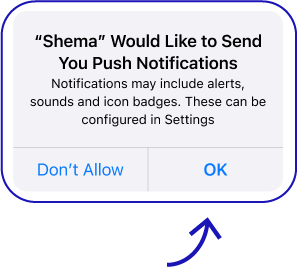 “Shema” Would Like to Send
You Push Notifications
Notifications may include alerts,
sounds and icon badges. These can be
configured in Settings
Don’t Allow
OK